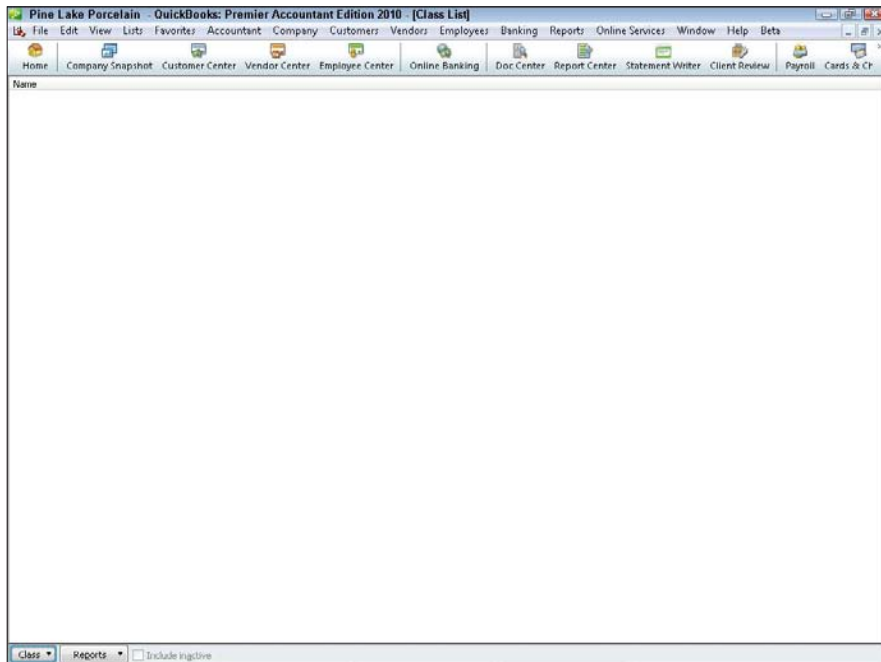 Pine Lake Porcelain - QuickBooks: Premier Accountant Edition 2010 - [Class List]
File Edit View Lists Favorites Accountant Company Customers Vendors Employees Banking Reports Online Services Window Help Beta
Home Company Snapshot Customer Center Vendor Center Employee Center Online Banking Doc Center Report Center Statement Writer Client Review Payroll Cards & Ch
Name
Class Reports Include inactive